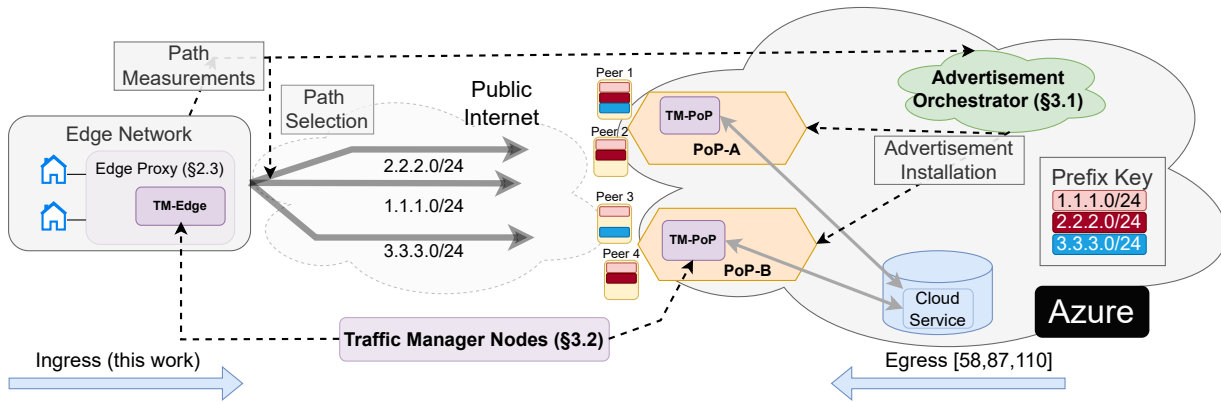 Path
Measurements
Edge Network
Edge Proxy (§2.3)
TM-Edge
Path
Selection
Public
Internet
2.2.2.0/24
1.1.1.0/24
3.3.3.0/24
Peer 1
Peer 2
TM-PoP
PoP-A
Peer 3
Peer 4
TM-PoP
PoP-B
Advertisement
Orchestrator (§3.1)
Advertisement
Installation
Prefix Key
1.1.1.0/24
2.2.2.0/24
3.3.3.0/24
Cloud
Service
Azure
Traffic Manager Nodes (§3.2)
Ingress (this work)
Egress [58,87,110]